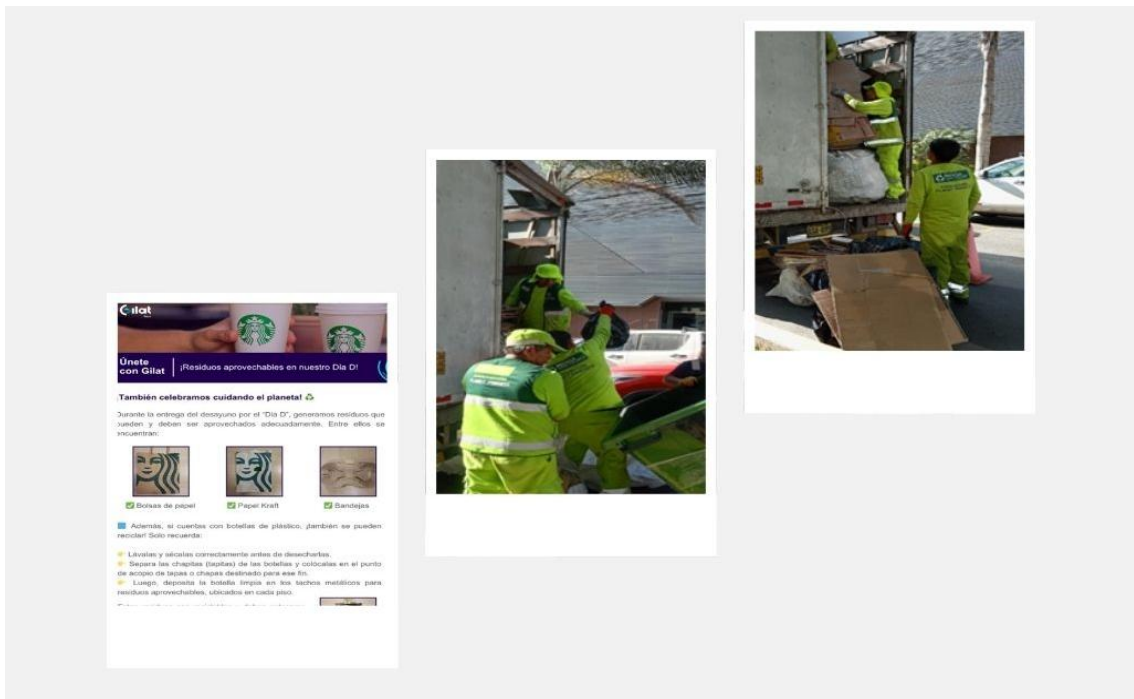 Gilat
Únete
con Gilat
¡Residuos aprovechables en nuestro Día D!
¡También celebramos cuidando el planeta!
Durante la entrega del desayuno por el "Día D", generamos residuos que
pueden y deben ser aprovechados adecuadamente. Entre ellos se
encuentran:
Bolsas de papel
Papel Kraft
Bandejas
Además, si cuentas con botellas de plástico, ¡también se pueden
reciclar! Solo recuerda:
Lávalas y sécalas correctamente antes de desecharlas.
Separa las chapitas (tapitas) de las botellas y colócalas en el punto
de acopio de tapas o chapas destinado para ese fin.
Luego, deposita la botella limpia en los tachos metálicos para
residuos aprovechables, ubicados en cada piso.